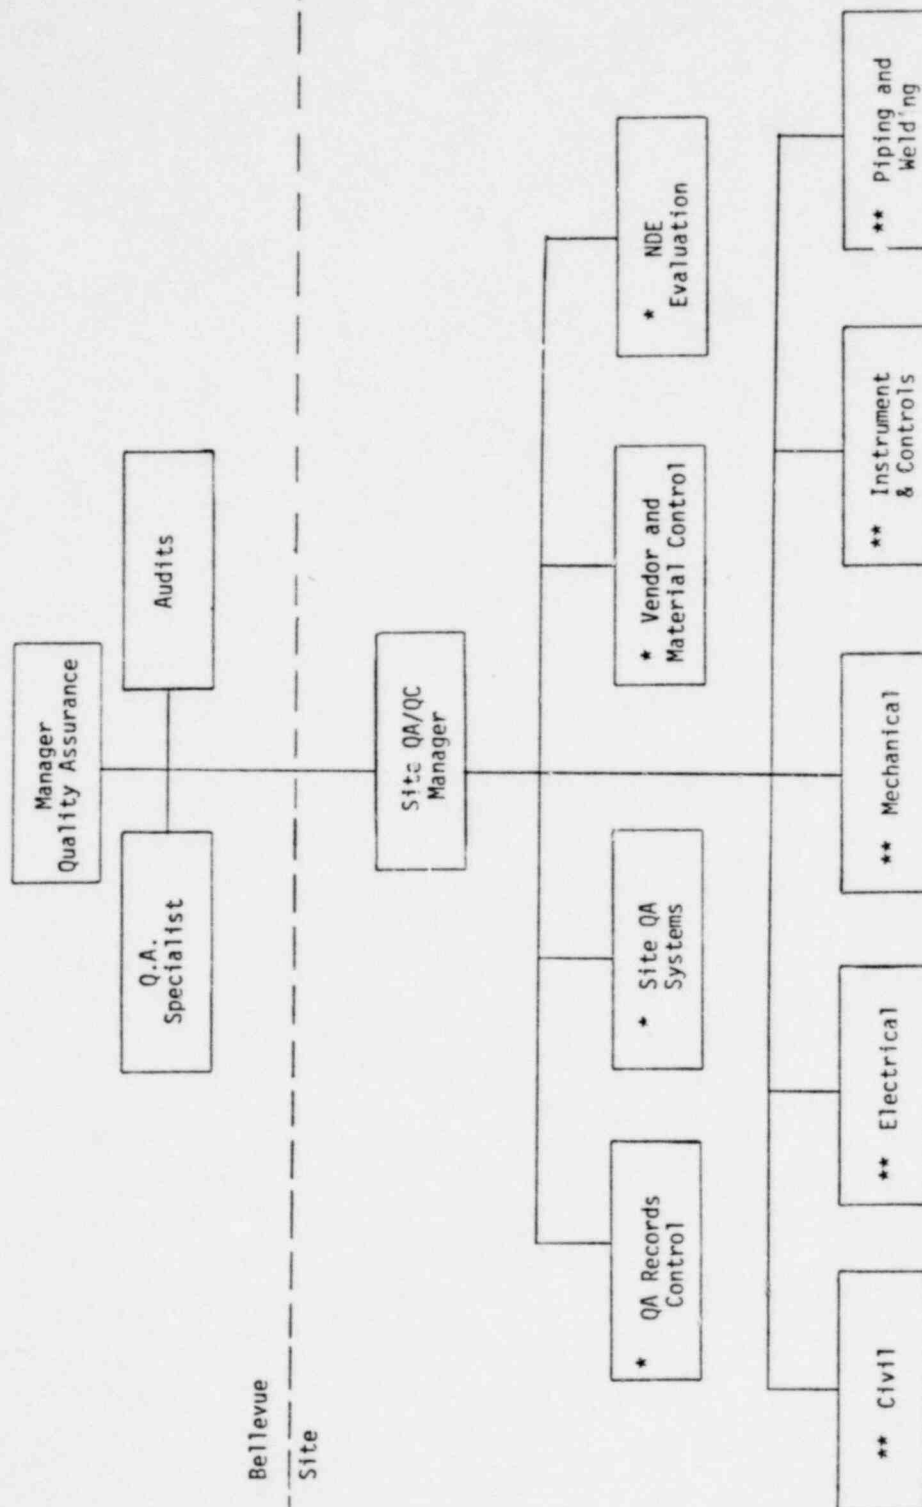 Manager
Quality Assurance
Q.A.
Specialist
Audits
Bellevue
Site
Site QA/QC
Manager
* QA Records
Control
* Site QA
Systems
* Vendor and
Material Control
* NDE
Evaluation
** Civil
** Electrical
** Mechanical
** Instrument
& Controls
** Piping and
Welding